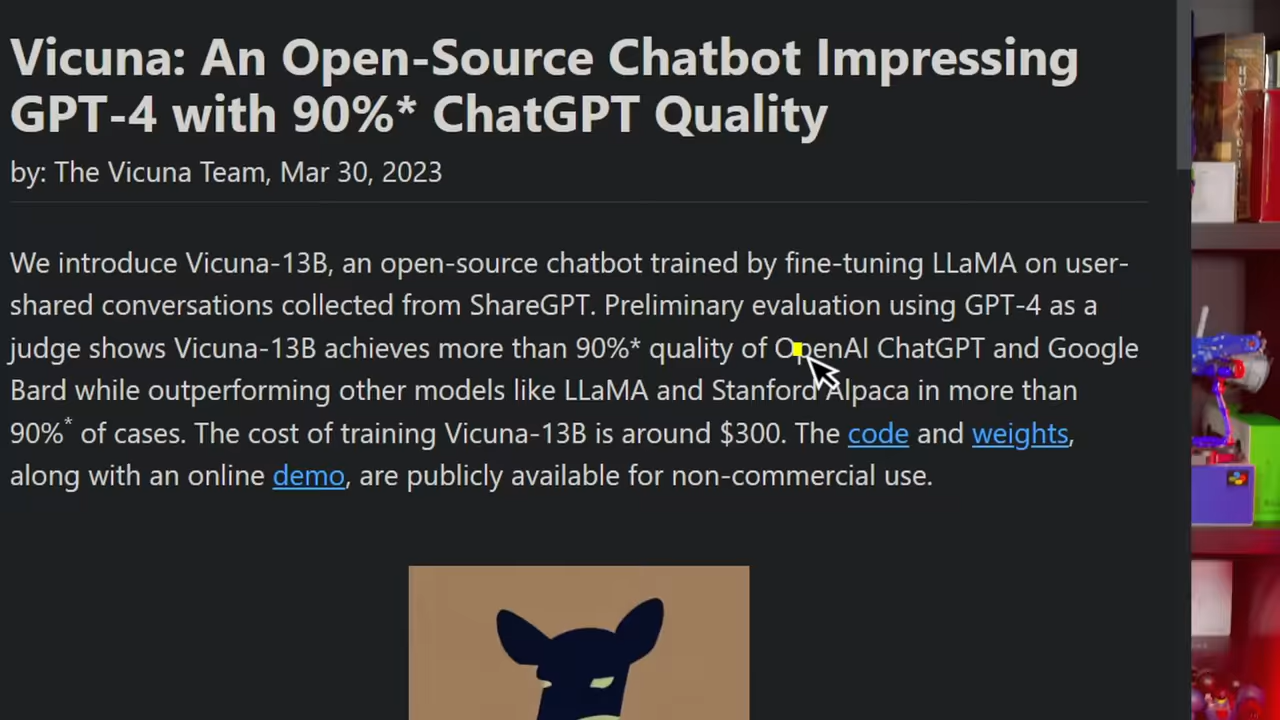 Vicuna: An Open-Source Chatbot Impressing
GPT-4 with 90%* ChatGPT Quality
by: The Vicuna Team, Mar 30, 2023
We introduce Vicuna-13B, an open-source chatbot trained by fine-tuning LLaMA on user-
shared conversations collected from ShareGPT. Preliminary evaluation using GPT-4 as a
judge shows Vicuna-13B achieves more than 90%* quality of OpenAI ChatGPT and Google
Bard while outperforming other models like LLaMA and Stanford Alpaca in more than
90%* of cases. The cost of training Vicuna-13B is around $300. The code and weights,
along with an online demo, are publicly available for non-commercial use.